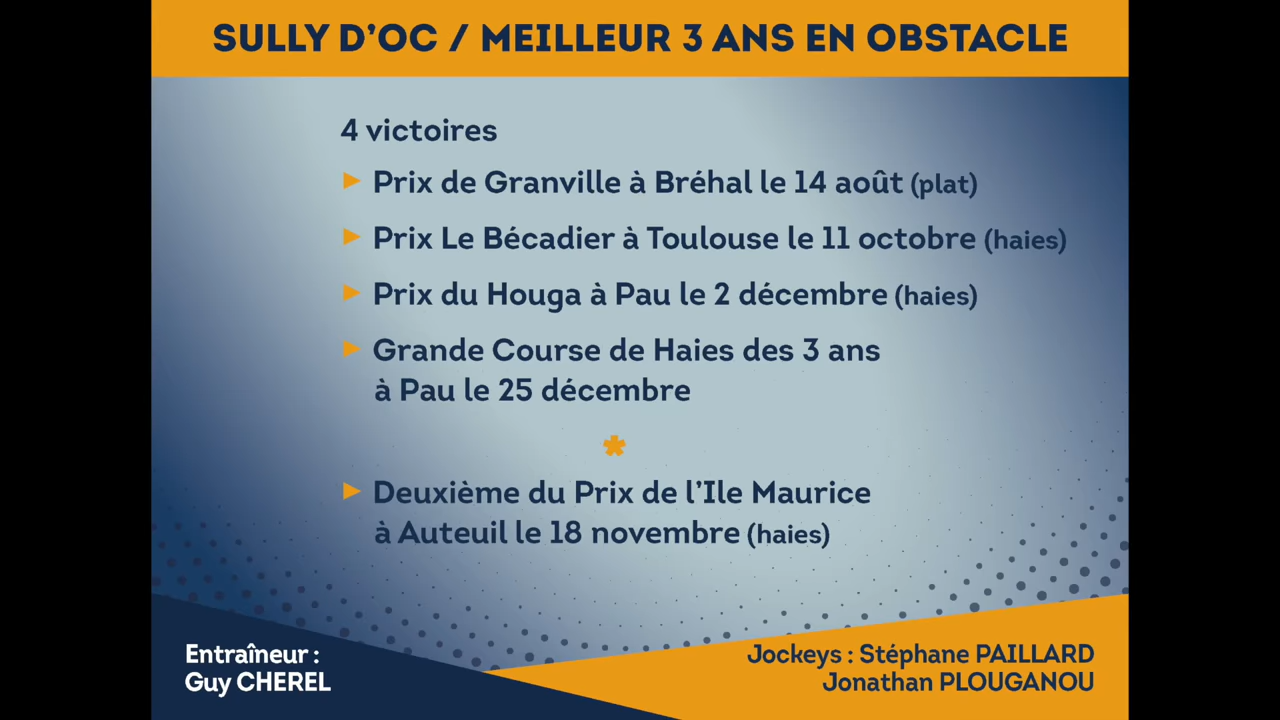 SULLY D'OC / MEILLEUR 3 ANS EN OBSTACLE
4 victoires
► Prix de Granville à Bréhal le 14 août (plat)
► Prix Le Bécadier à Toulouse le 11 octobre (haies)
► Prix du Houga à Pau le 2 décembre (haies)
► Grande Course de Haies des 3 ans
à Pau le 25 décembre
*
► Deuxième du Prix de l'Ile Maurice
à Auteuil le 18 novembre (haies)
Entraîneur :
Guy CHEREL
Jockeys : Stéphane PAILLARD
Jonathan PLOUGANOU